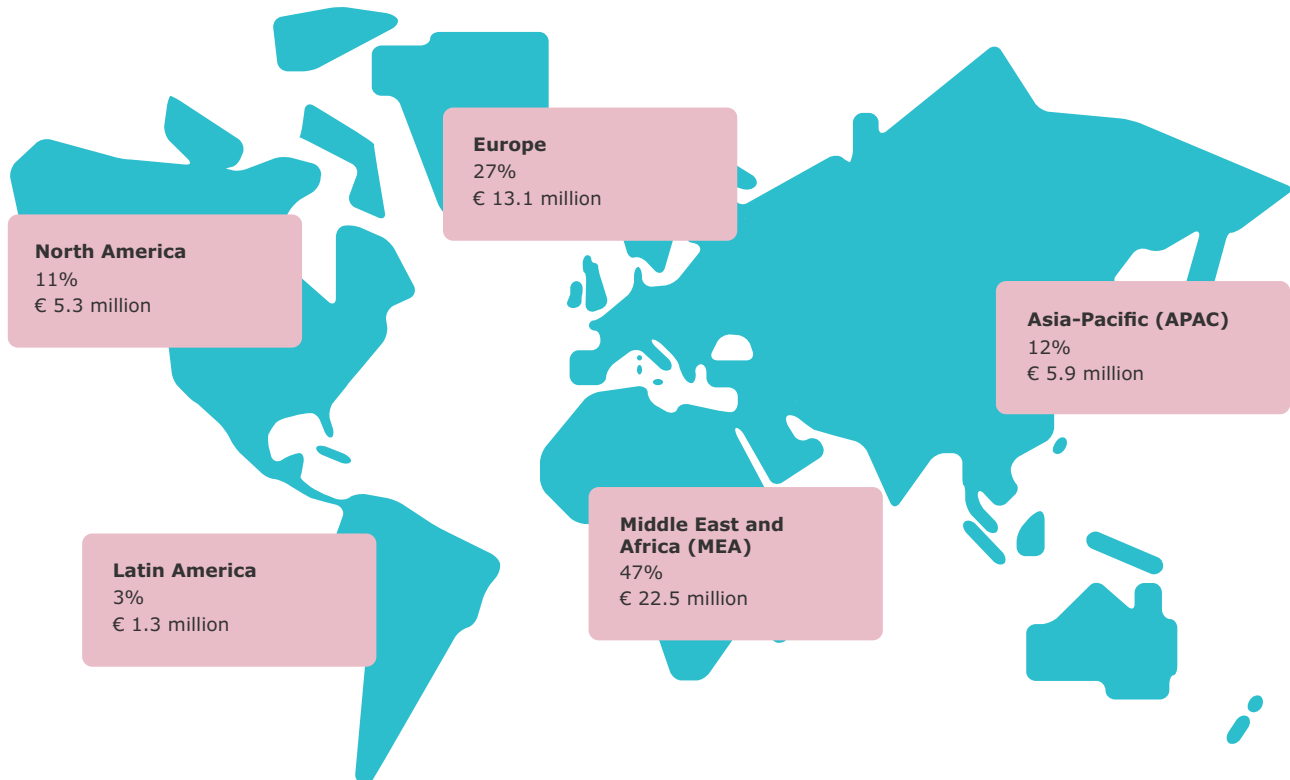 Europe
27%
€ 13.1 million
North America
11%
€ 5.3 million
Asia-Pacific (APAC)
12%
€ 5.9 million
Middle East and
Africa (MEA)
47%
€ 22.5 million
Latin America
3%
€ 1.3 million